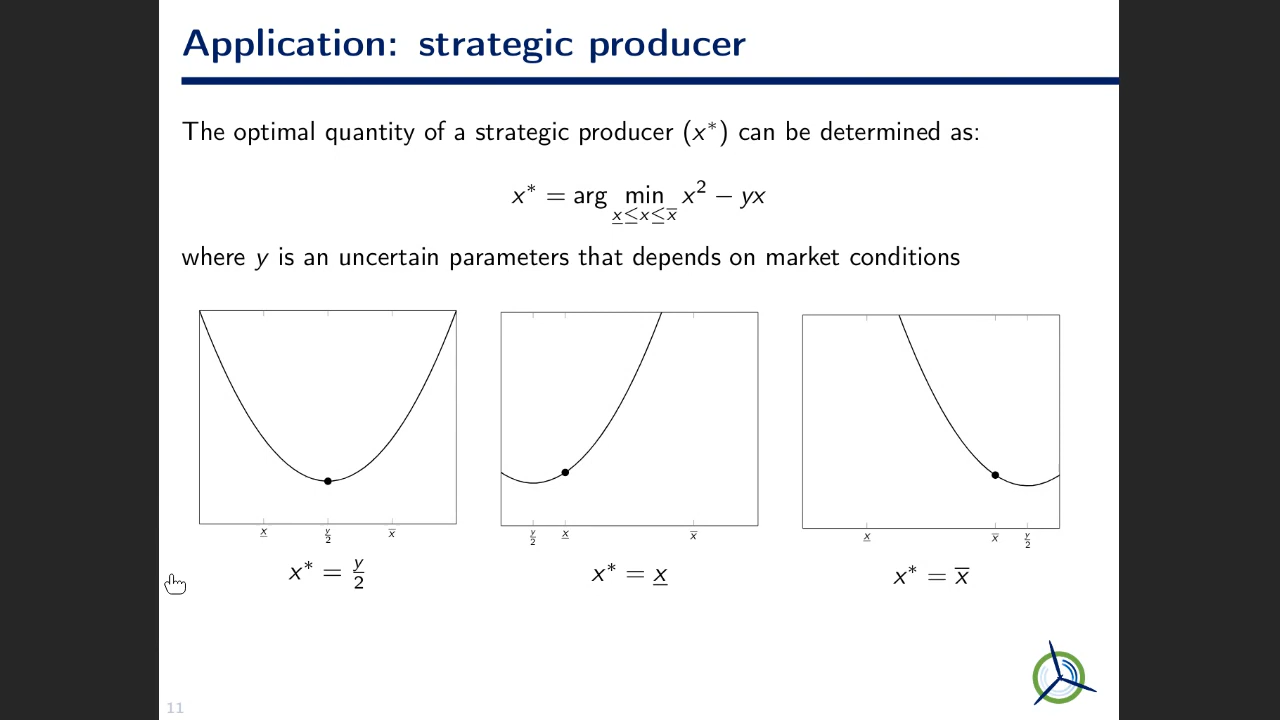 Application: strategic producer
The optimal quantity of a strategic producer (x*) can be determined as:
x* = arg min x² − yx
x̲≤x≤x̅
where y is an uncertain parameters that depends on market conditions
x̲ y/2 x̅
y/2 x̲ x̅
x̲ x̅ y/2
x* = y/2
x* = x̲
x* = x̅
11